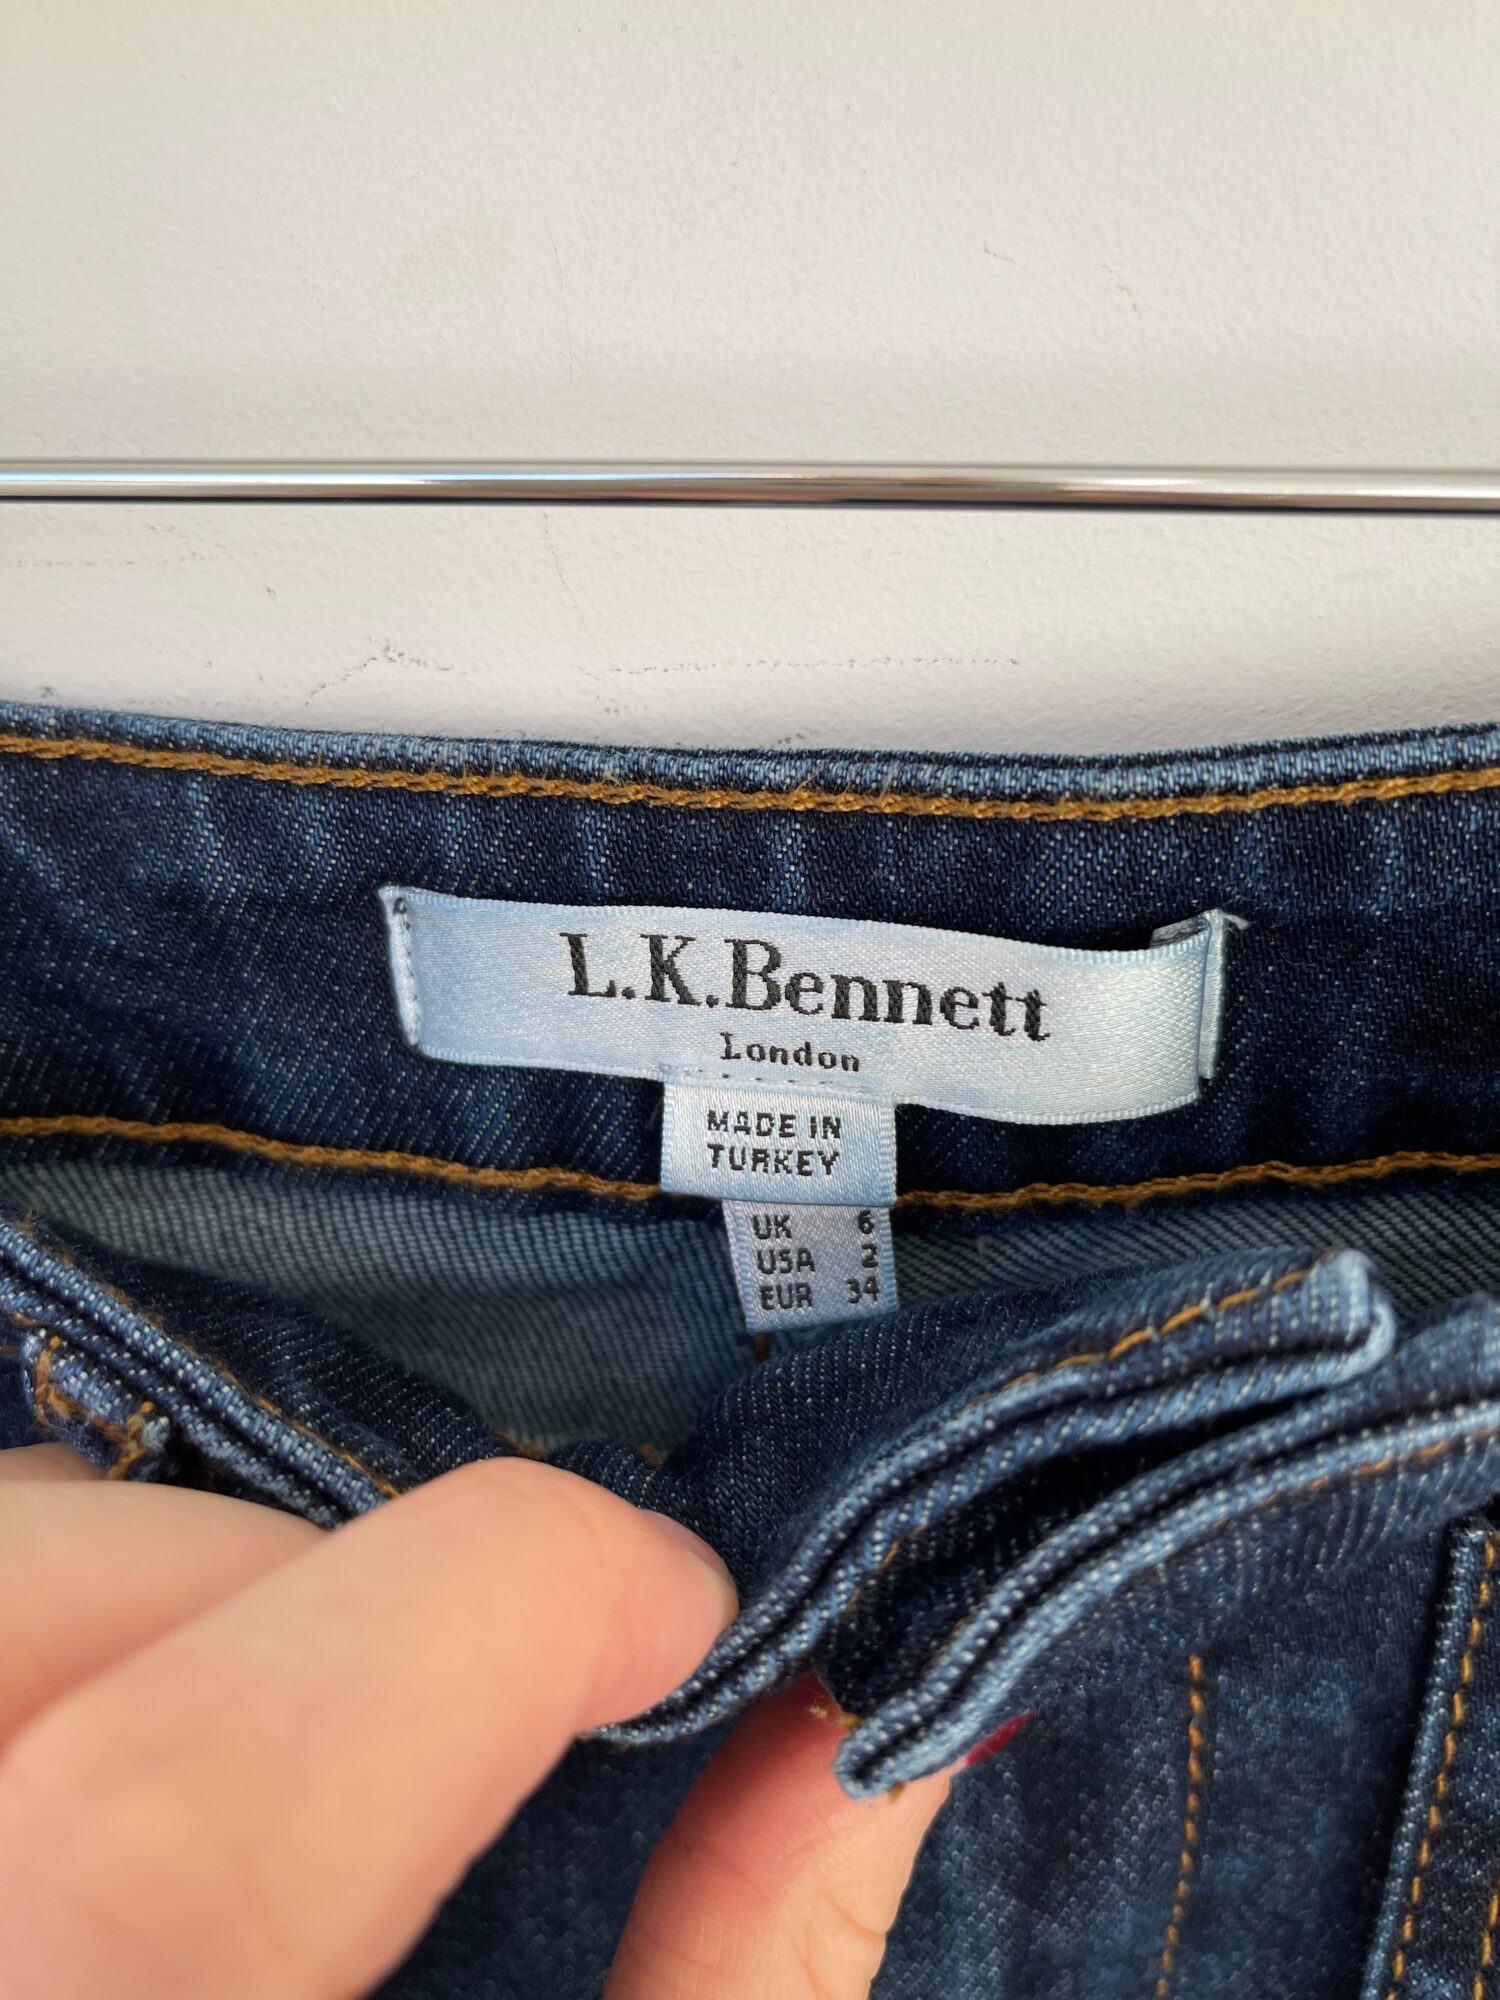 L.K.Bennett
London
MADE IN
TURKEY
UK 6
USA 2
EUR 34